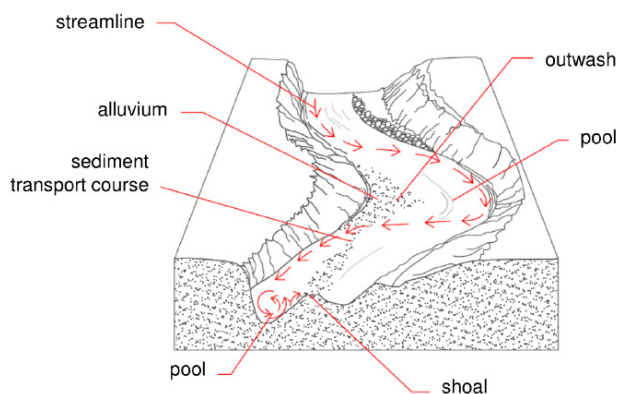 streamline
outwash
alluvium
pool
sediment
transport course
pool
shoal